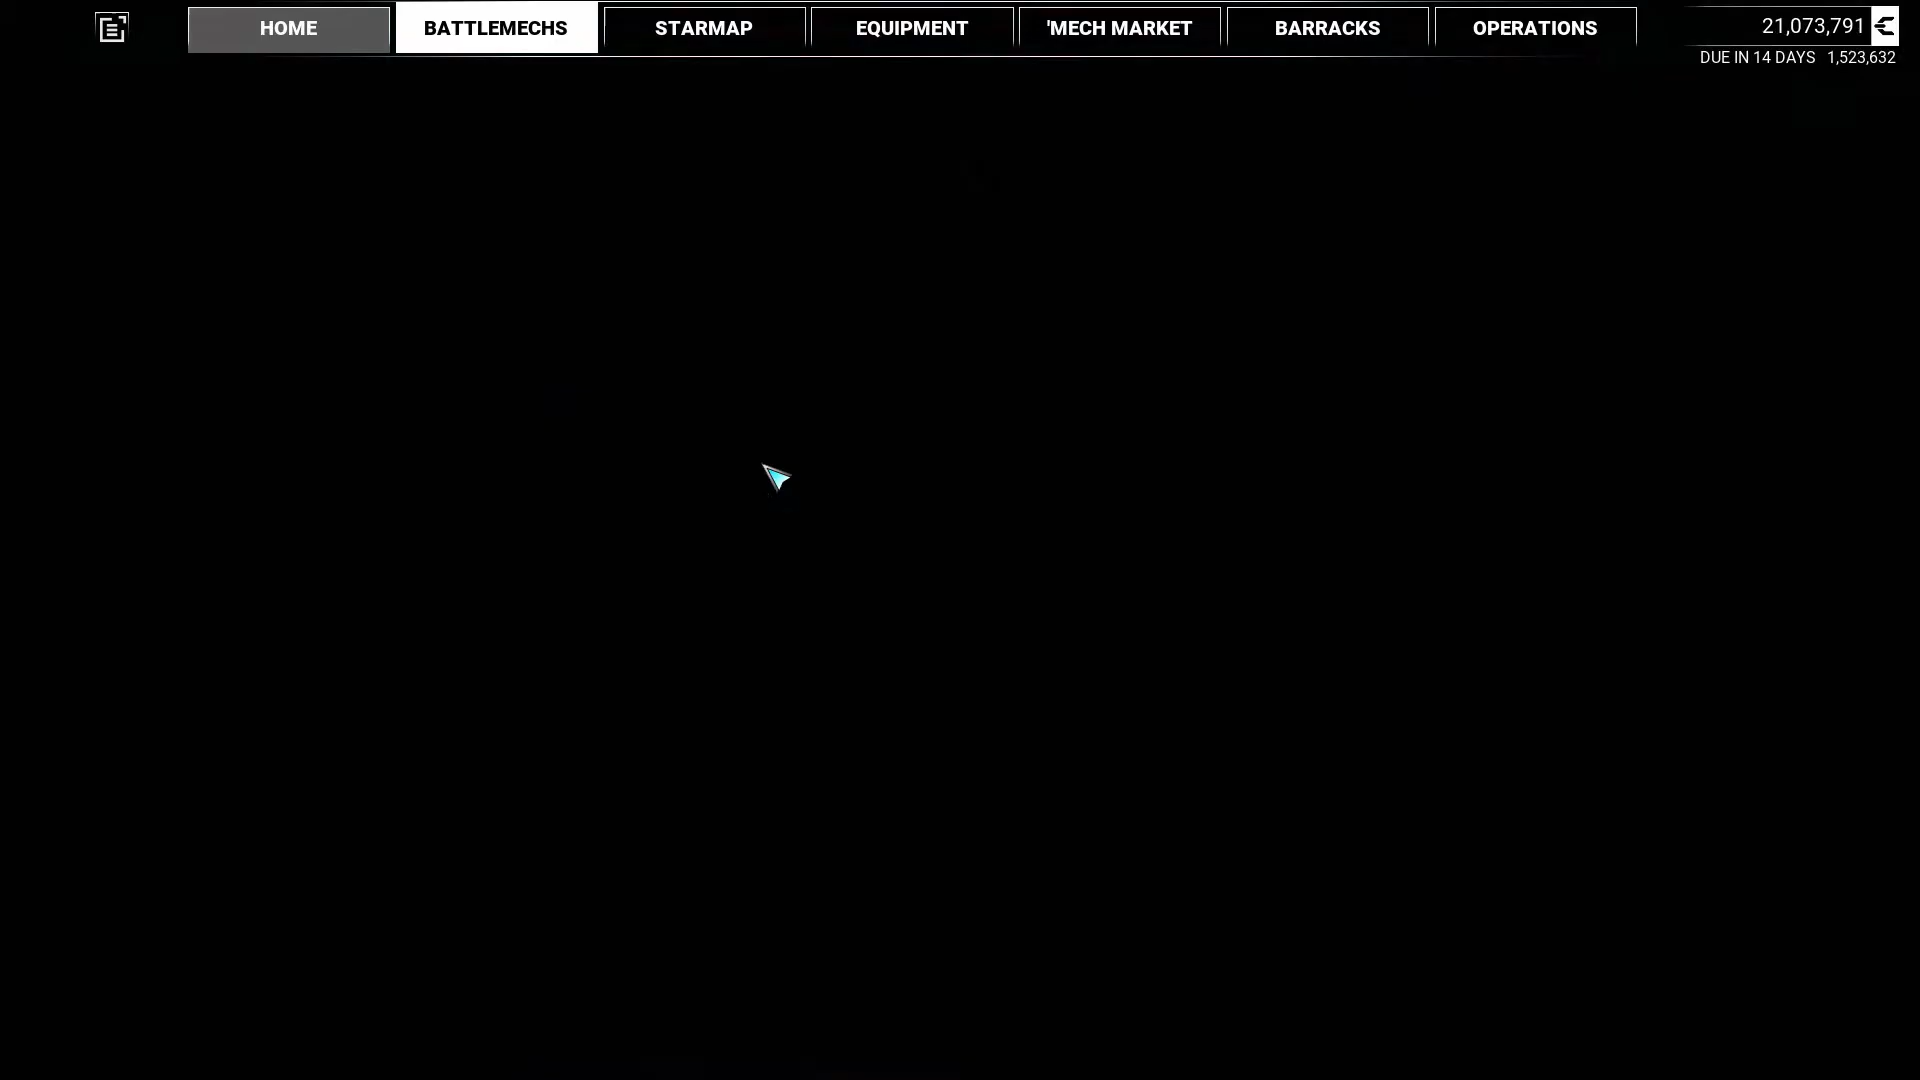 HOME BATTLEMECHS STARMAP EQUIPMENT 'MECH MARKET BARRACKS OPERATIONS 21,073,791
DUE IN 14 DAYS 1,523,632